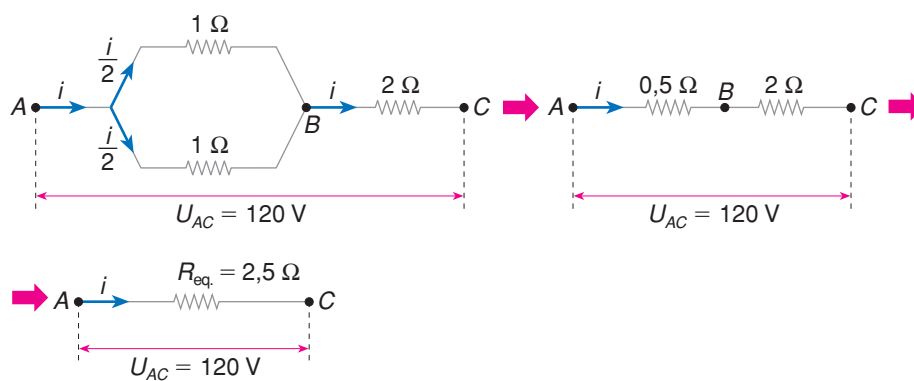 1 Ω
i/2
A
i
i/2
1 Ω
B
i
2 Ω
C
U_AC = 120 V
A
i
0,5 Ω
B
2 Ω
C
U_AC = 120 V
A
i
R_eq. = 2,5 Ω
C
U_AC = 120 V